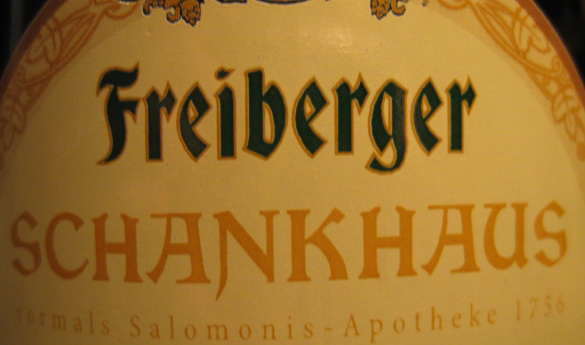 Freiberger
SCHANKHAUS
vormals Salomonis-Apotheke 1756